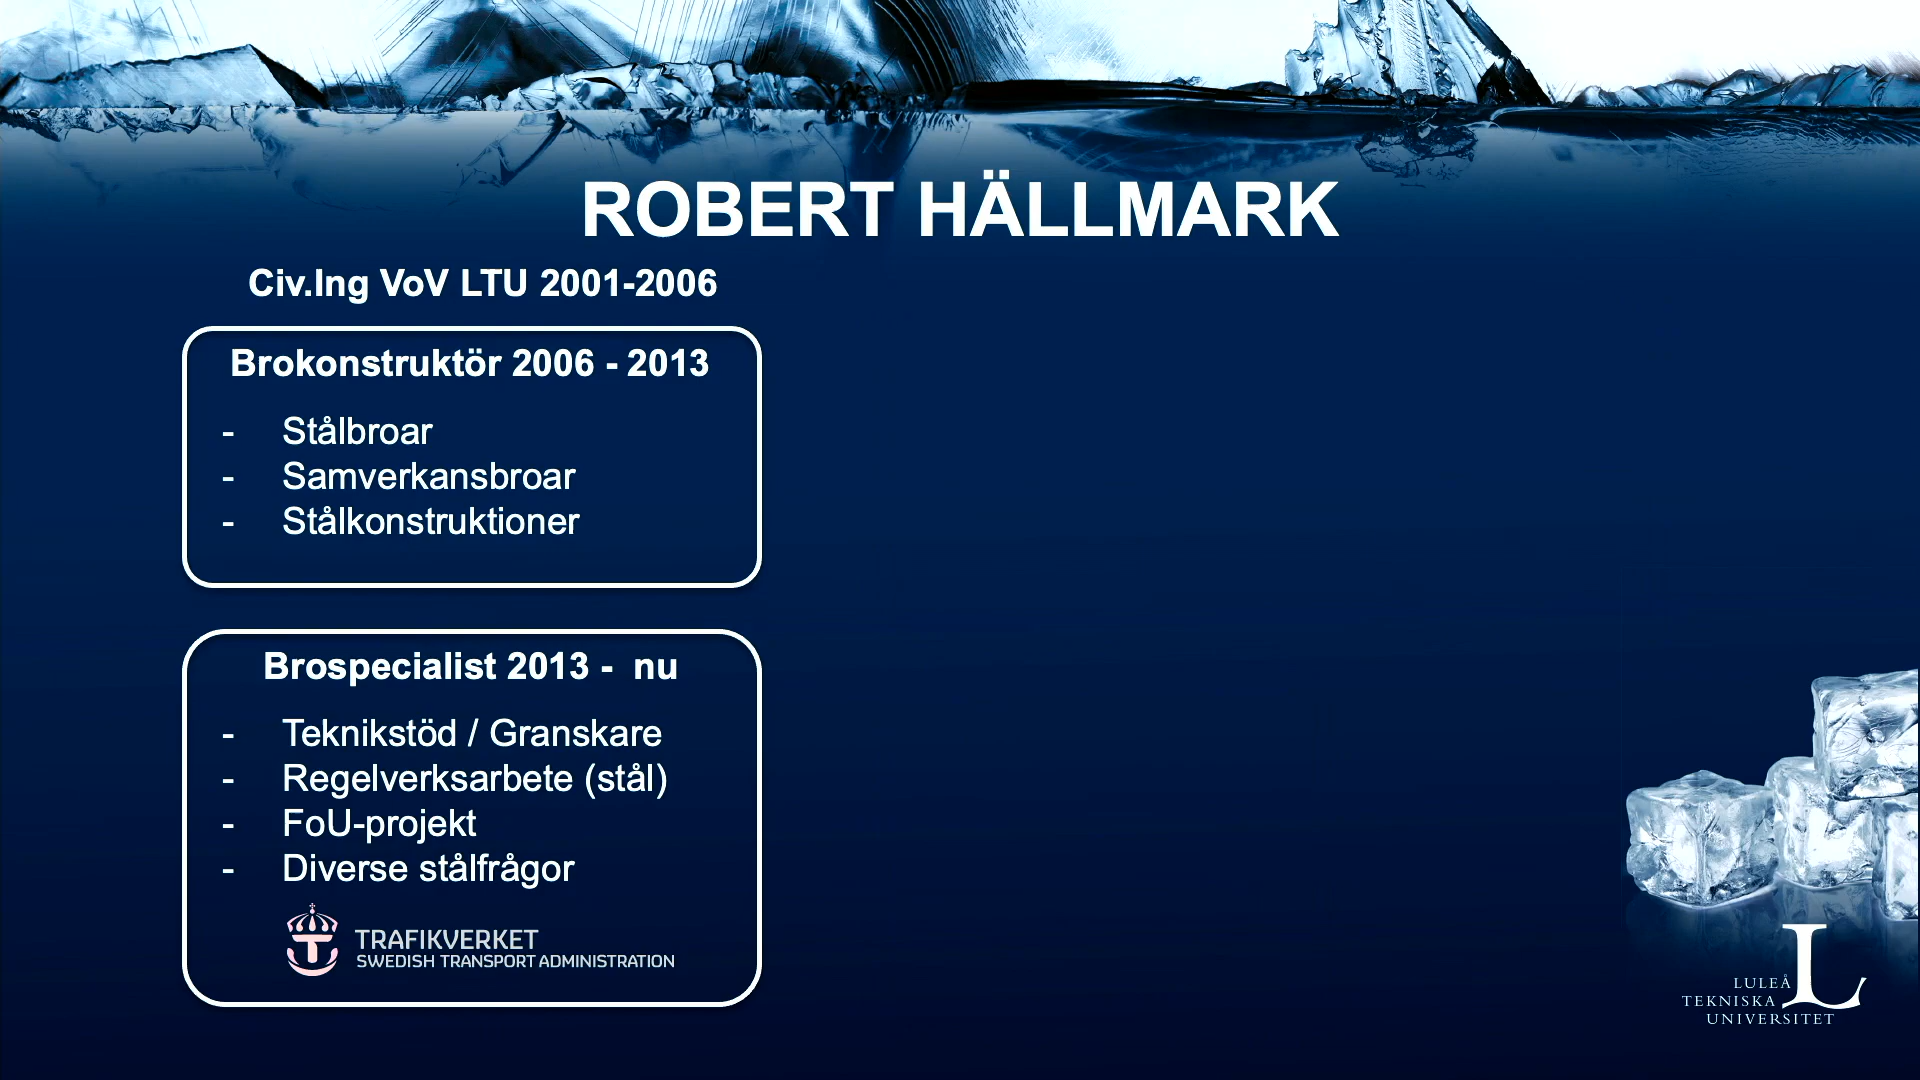 ROBERT HÄLLMARK
Civ.Ing VoV LTU 2001-2006
Brokonstruktör 2006 - 2013
- Stålbroar
- Samverkansbroar
- Stålkonstruktioner
Brospecialist 2013 - nu
- Teknikstöd / Granskare
- Regelverksarbete (stål)
- FoU-projekt
- Diverse stålfrågor
TRAFIKVERKET
SWEDISH TRANSPORT ADMINISTRATION
L
LULEÅ
TEKNISKA
UNIVERSITET